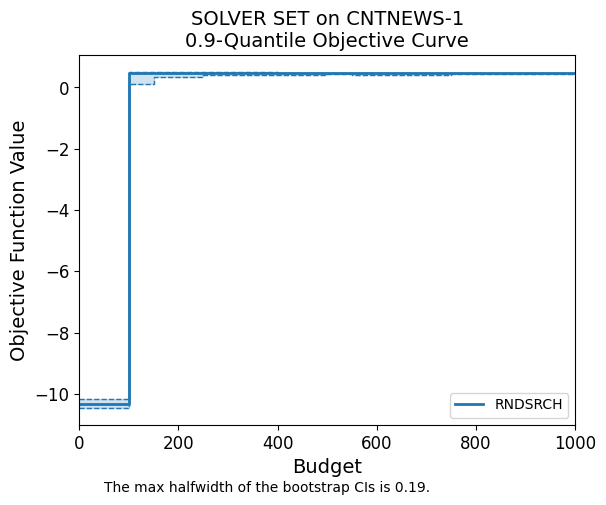 SOLVER SET on CNTNEWS-1
0.9-Quantile Objective Curve
Objective Function Value
0
−2
−4
−6
−8
−10
RNDSRCH
0 200 400 600 800 1000
Budget
The max halfwidth of the bootstrap CIs is 0.19.